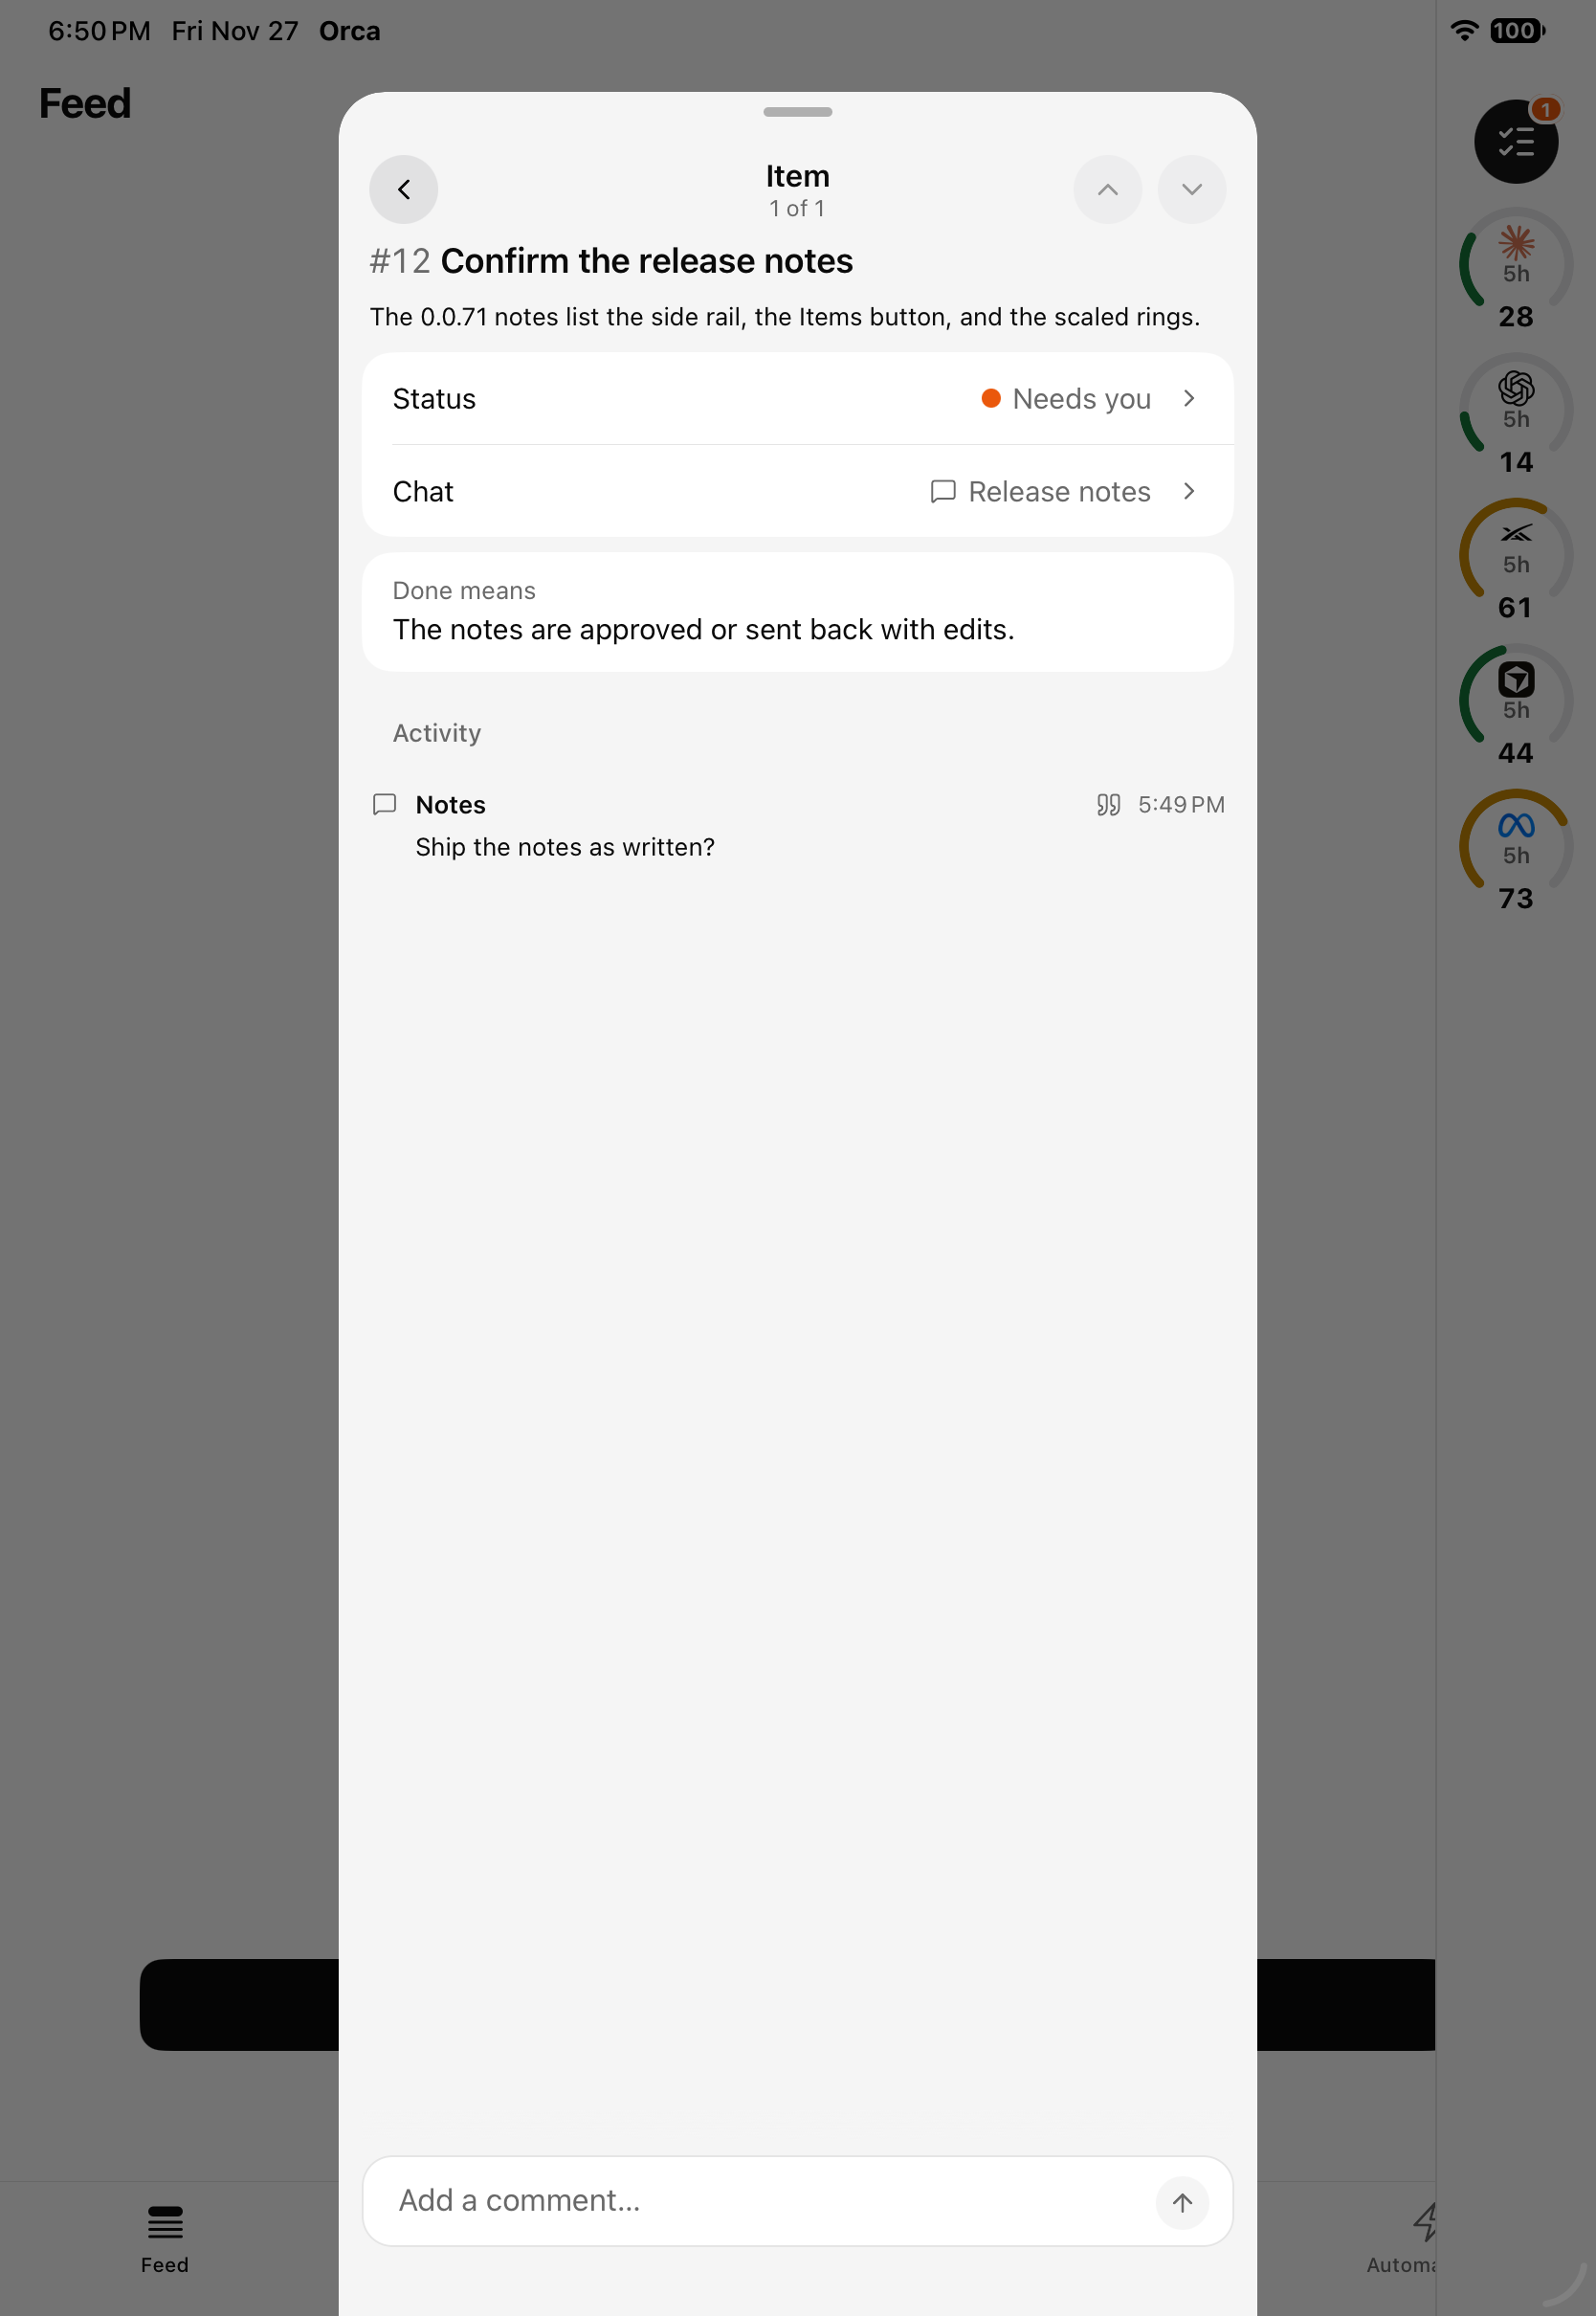 6:50 PM Fri Nov 27 Orca
100
Feed
1
Item
1 of 1
#12 Confirm the release notes
The 0.0.71 notes list the side rail, the Items button, and the scaled rings.
Status
Needs you
Chat
Release notes
Done means
The notes are approved or sent back with edits.
Activity
Notes
5:49 PM
Ship the notes as written?
Add a comment...
5h
28
5h
14
5h
61
5h
44
5h
73
Feed
Automa